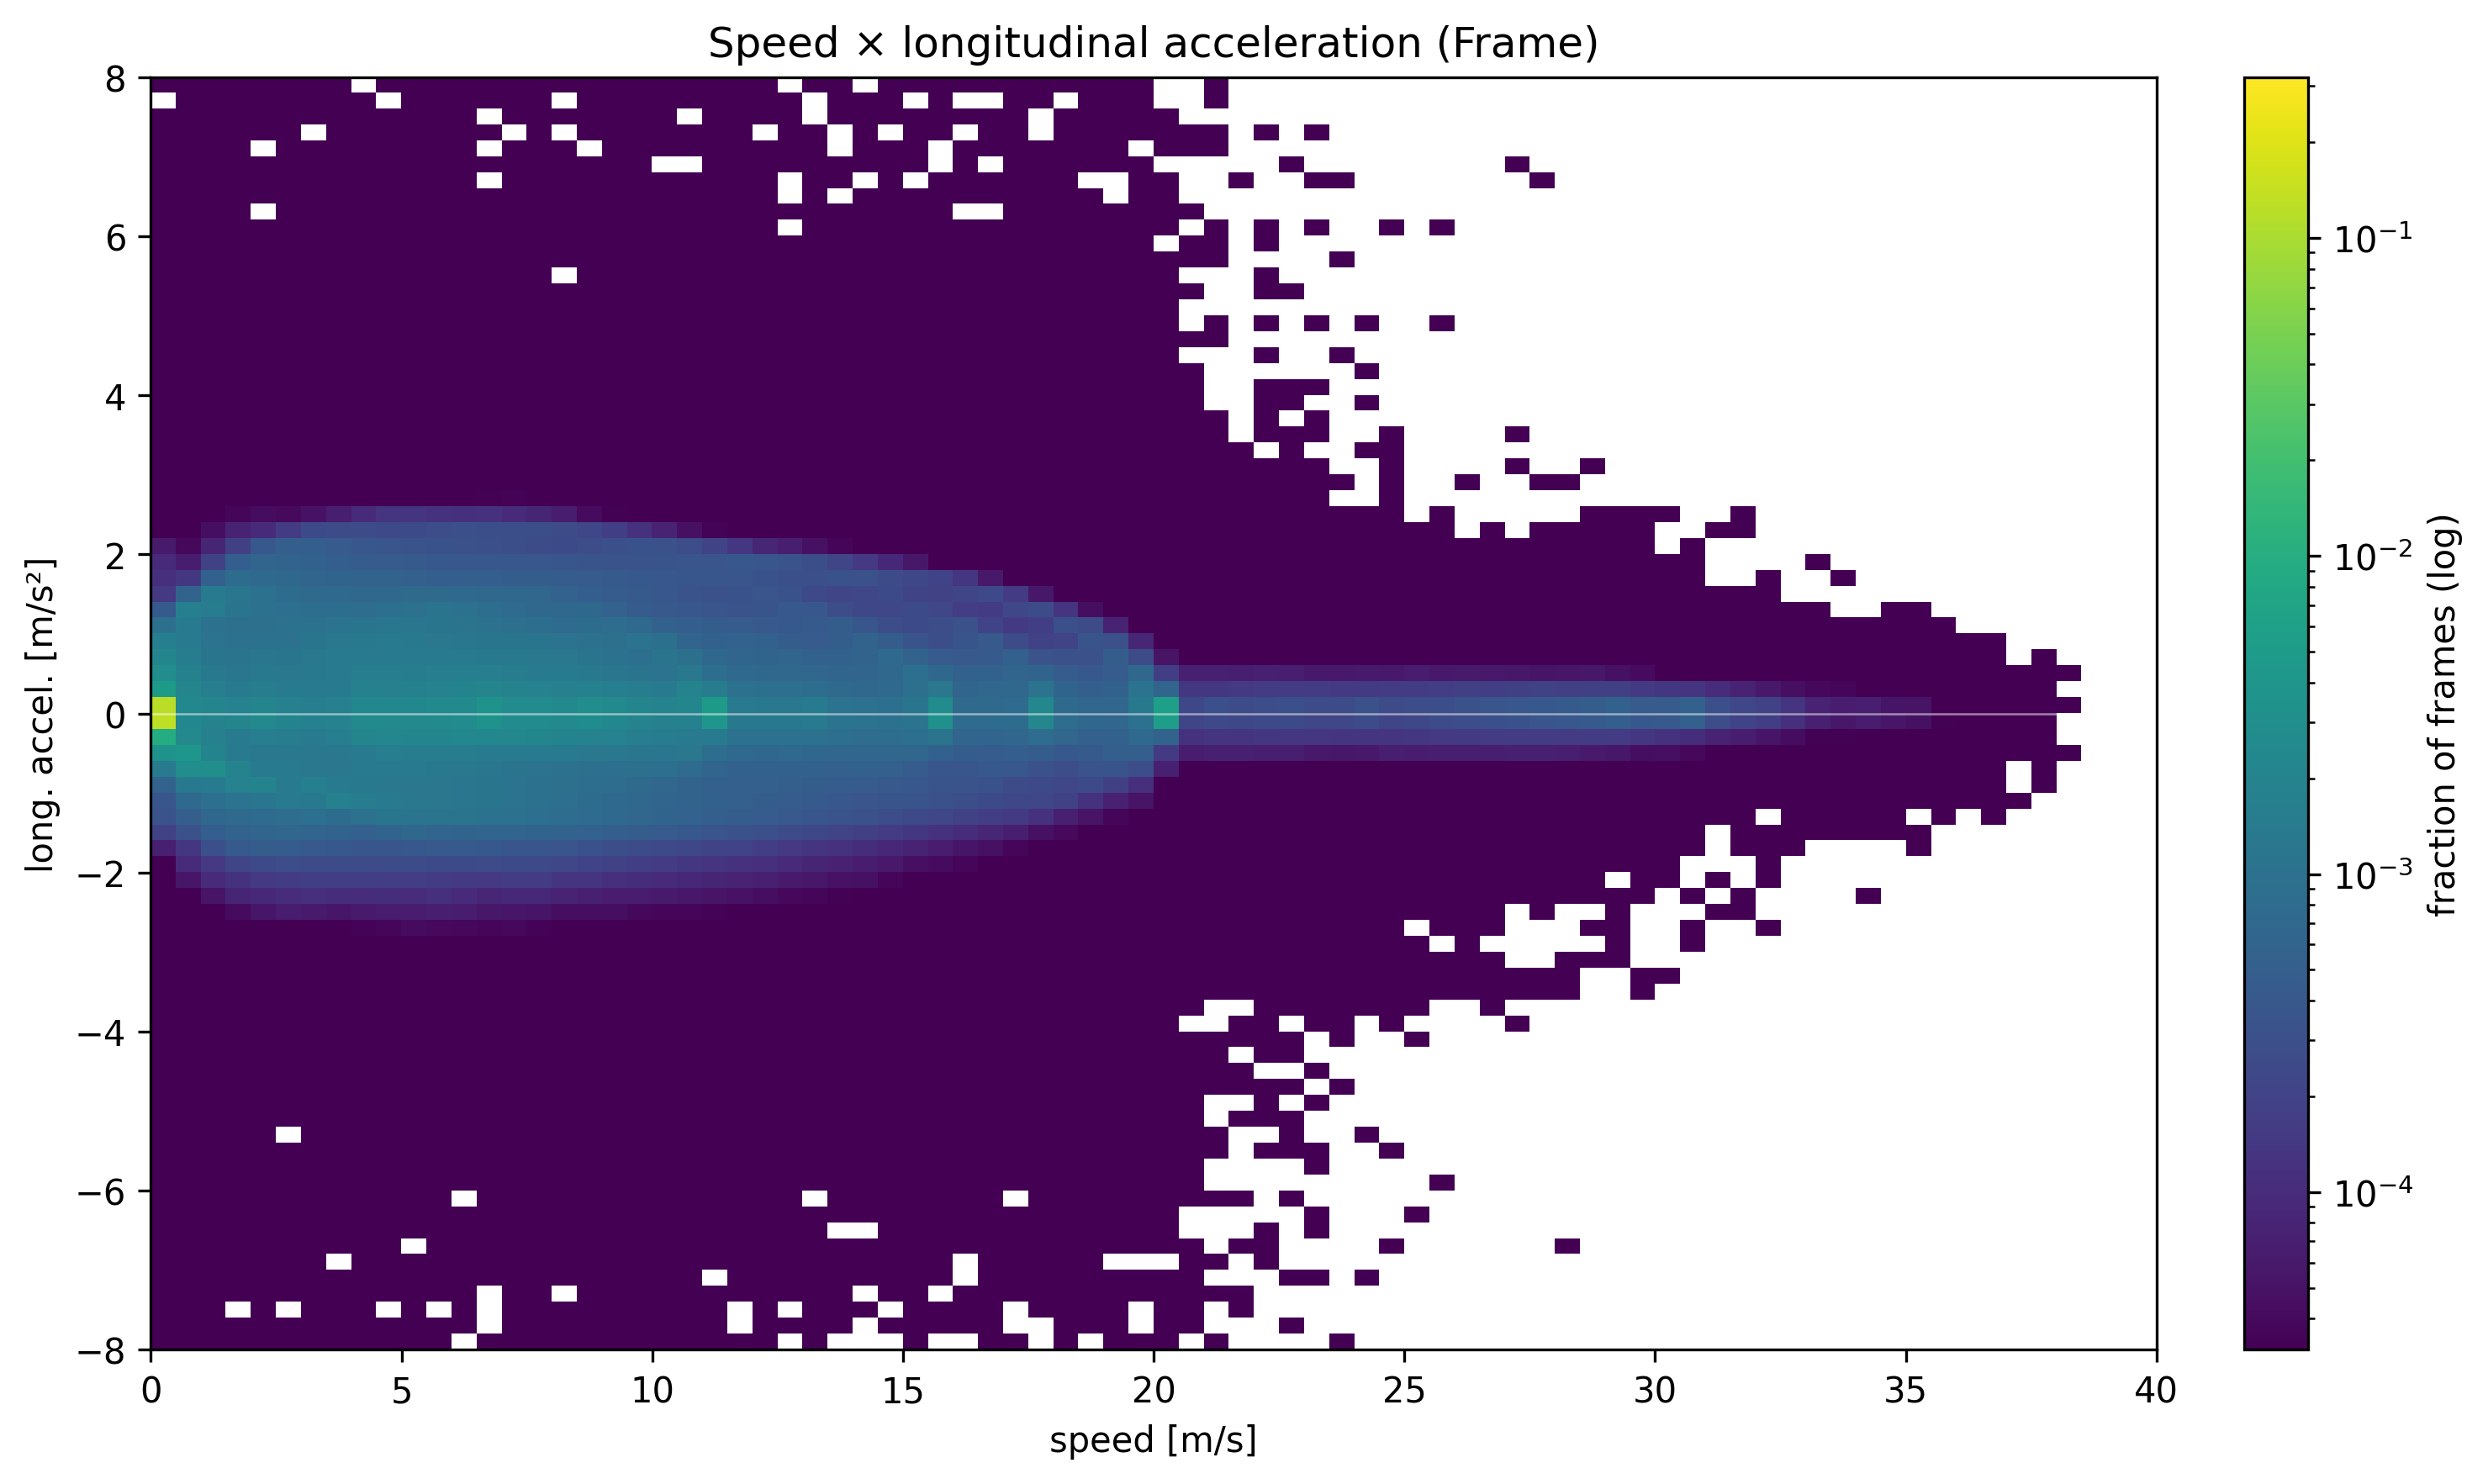 Speed × longitudinal acceleration (Frame)
8
6
4
2
0
−2
−4
−6
−8
long. accel. [m/s²]
0 5 10 15 20 25 30 35 40
speed [m/s]
10⁻¹
10⁻²
10⁻³
10⁻⁴
fraction of frames (log)